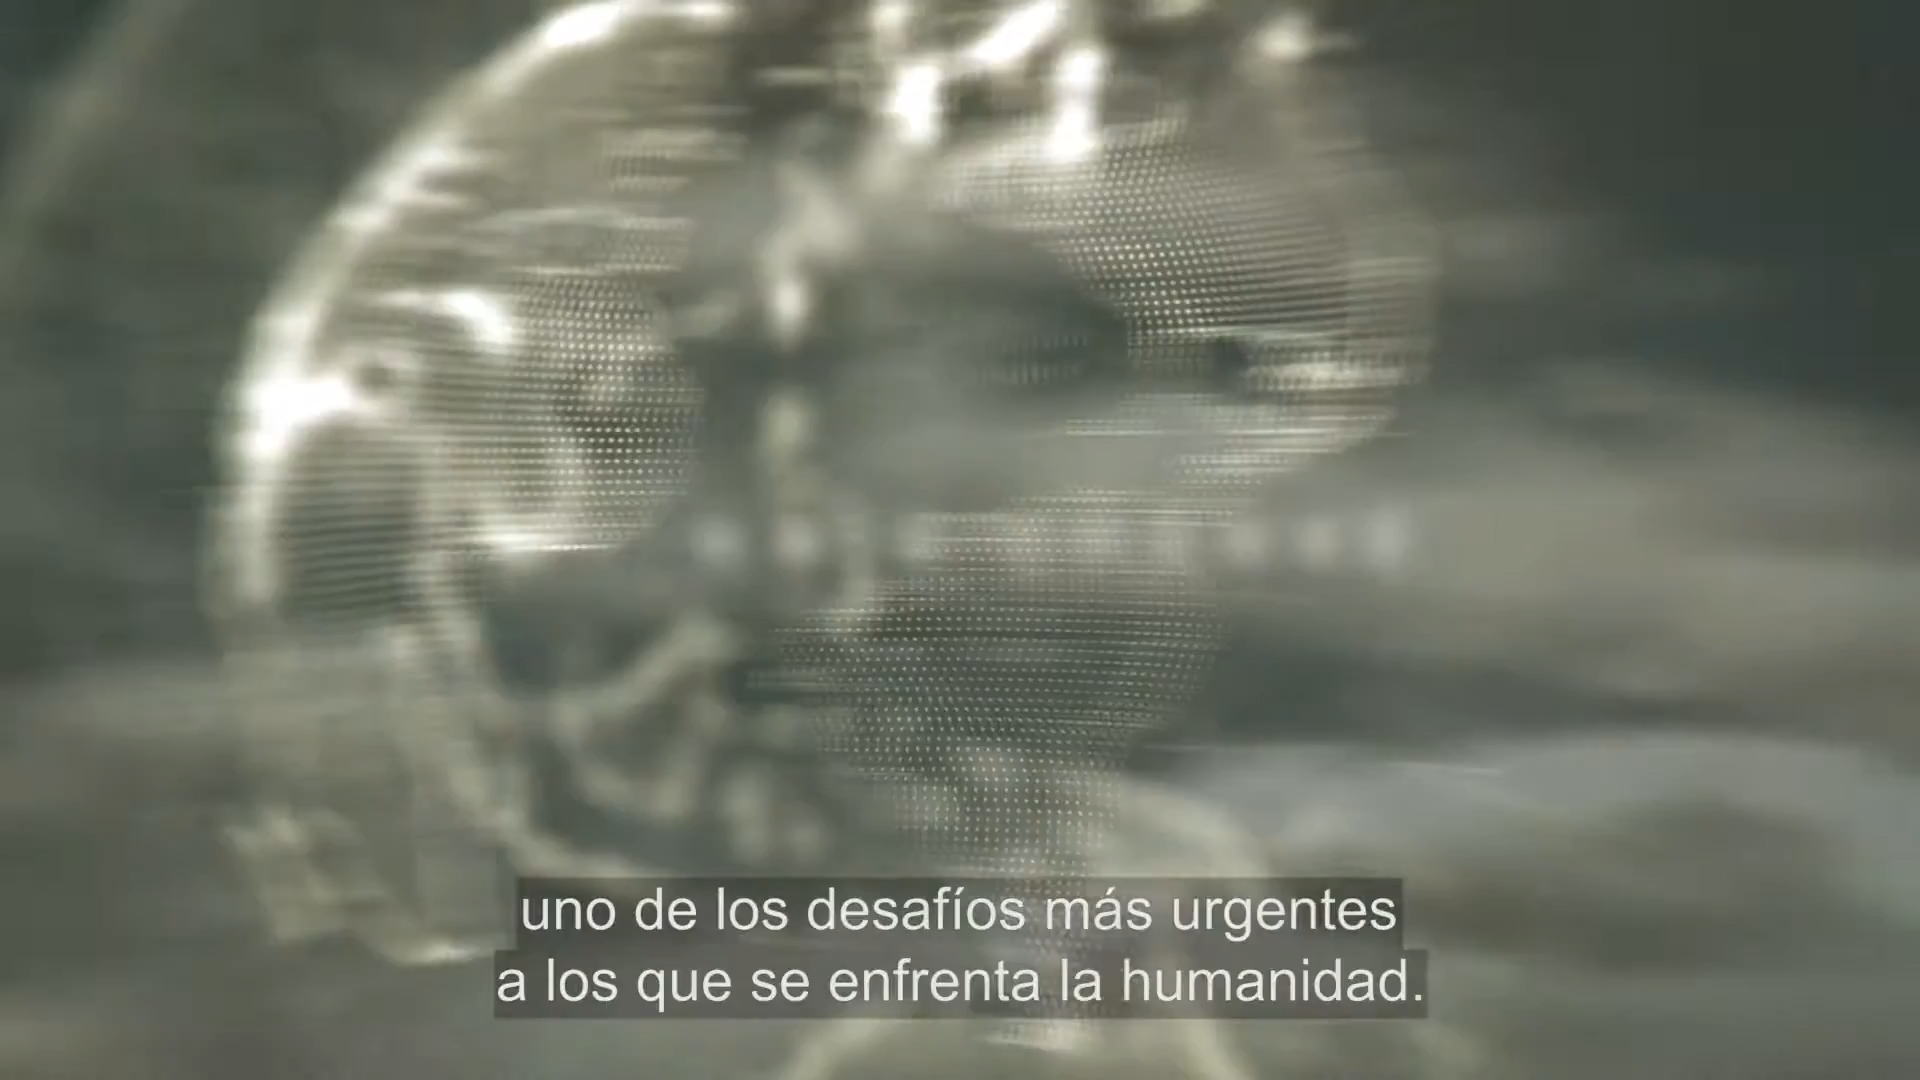 uno de los desafíos más urgentes
a los que se enfrenta la humanidad.